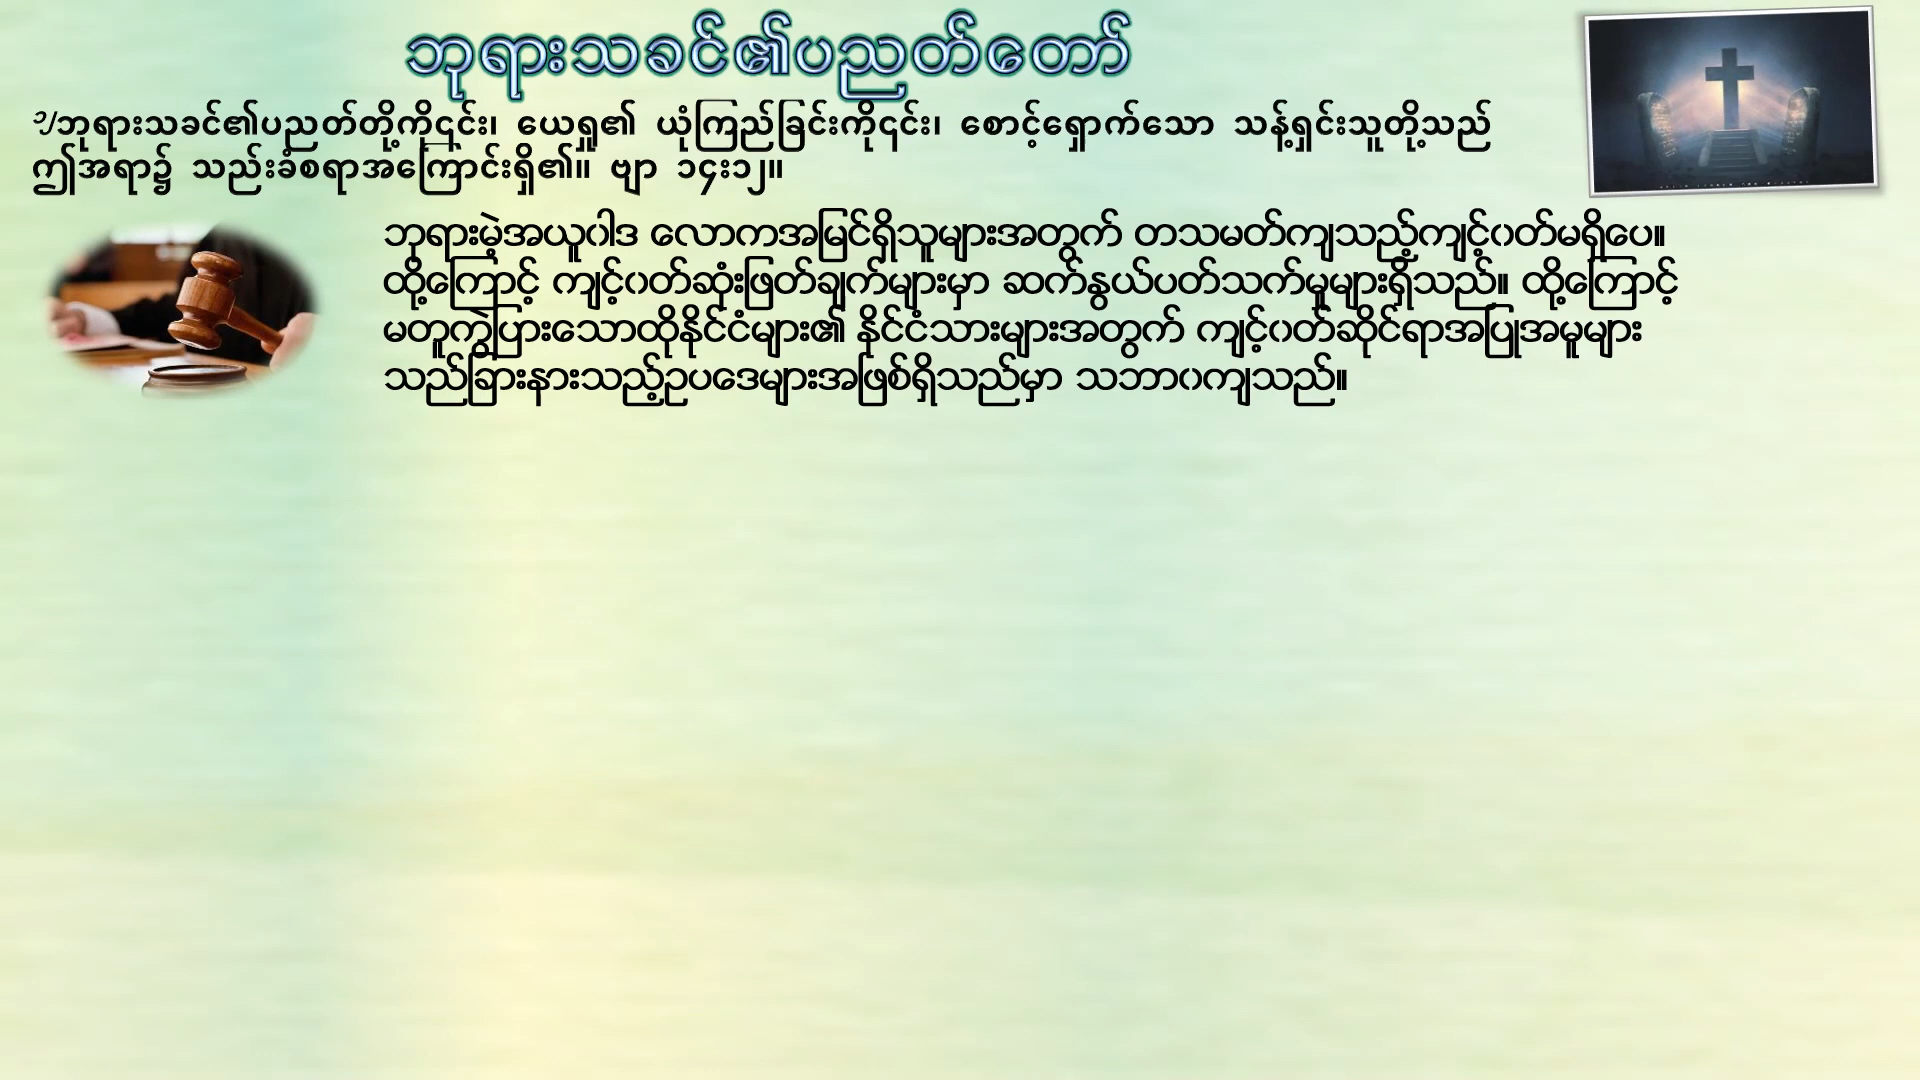 ဘုရားသခင်၏ပညတ်တော်
၁/ဘုရားသခင်၏ပညတ်တို့ကို၎င်း၊ ယေရှု၏ ယုံကြည်ခြင်းကို၎င်း၊ စောင့်ရှောက်သော သန့်ရှင်းသူတို့သည်
ဤအရာ၌ သည်းခံစရာအကြောင်းရှိ၏။ ဗျာ ၁၄း၁၂။
ဘုရားမဲ့အယူဝါဒ လောကအမြင်ရှိသူများအတွက် တသမတ်ကျသည့်ကျင့်ဝတ်မရှိပေ။
ထို့ကြောင့် ကျင့်ဝတ်ဆုံးဖြတ်ချက်များမှာ ဆက်နွယ်ပတ်သက်မှုများရှိသည်။ ထို့ကြောင့်
မတူကွဲပြားသောထိုနိုင်ငံများ၏ နိုင်ငံသားများအတွက် ကျင့်ဝတ်ဆိုင်ရာအပြုအမူများ
သည်ခြားနားသည့်ဥပဒေများအဖြစ်ရှိသည်မှာ သဘာဝကျသည်။